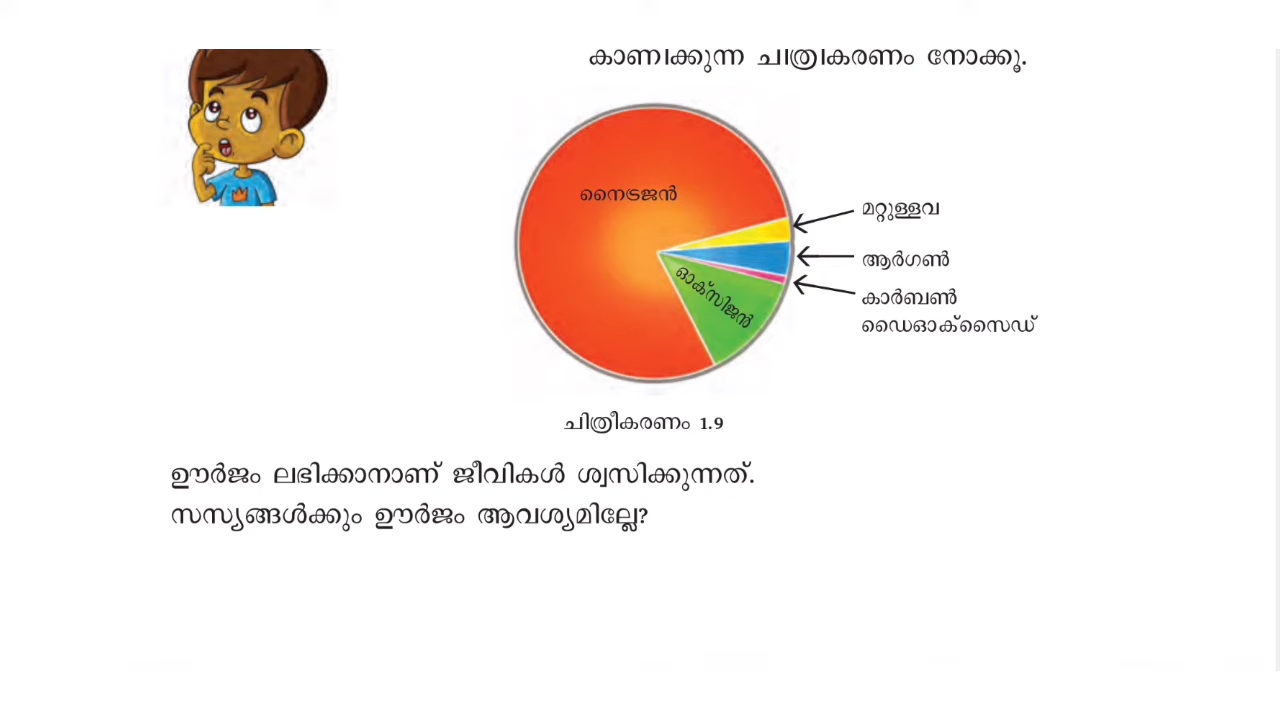 കാണിക്കുന്ന ചിത്രീകരണം നോക്കൂ.
നൈട്രജൻ
മറ്റുള്ളവ
ആർഗൺ
ഓക്സിജൻ
കാർബൺ
ഡൈഓക്സൈഡ്
ചിത്രീകരണം 1.9
ഊർജം ലഭിക്കാനാണ് ജീവികൾ ശ്വസിക്കുന്നത്.
സസ്യങ്ങൾക്കും ഊർജം ആവശ്യമില്ലേ?